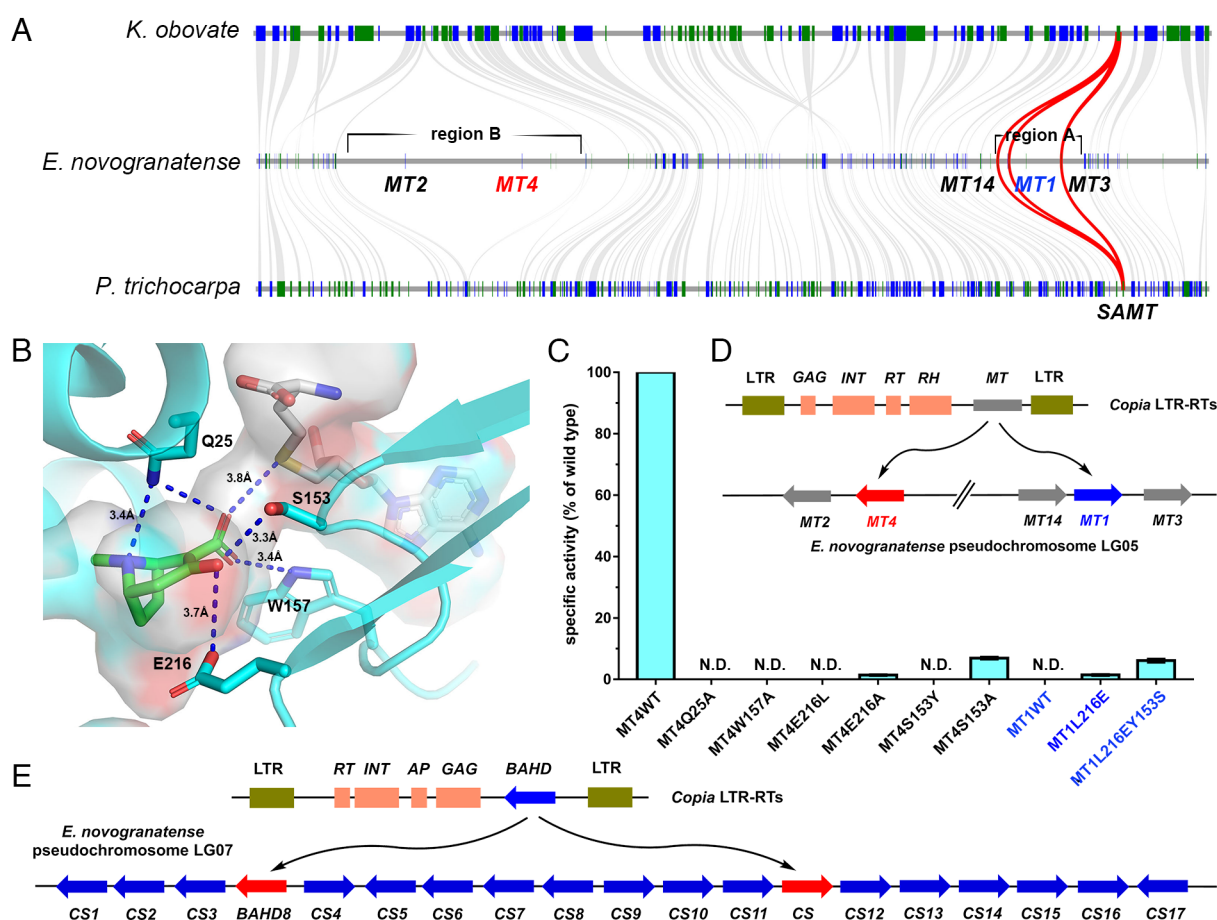 A
K. obovate
region B
region A
E. novogranatense
MT2
MT4
MT14
MT1
MT3
P. trichocarpa
SAMT
B
Q25
3.8Å
S153
3.4Å
3.3Å
3.4Å
W157
3.7Å
E216
C
specific activity (% of wild type)
100
80
60
40
20
0
N.D.
N.D.
N.D.
N.D.
N.D.
MT4WT
MT4Q25A
MT4W157A
MT4E216L
MT4E216A
MT4S153Y
MT4S153A
MT1WT
MT1L216E
MT1L216EY153S
D
LTR GAG INT RT RH MT LTR
Copia LTR-RTs
MT2 MT4 MT14 MT1 MT3
E. novogranatense pseudochromosome LG05
E
LTR RT INT AP GAG BAHD LTR
Copia LTR-RTs
E. novogranatense
pseudochromosome LG07
CS1 CS2 CS3 BAHD8 CS4 CS5 CS6 CS7 CS8 CS9 CS10 CS11 CS CS12 CS13 CS14 CS15 CS16 CS17